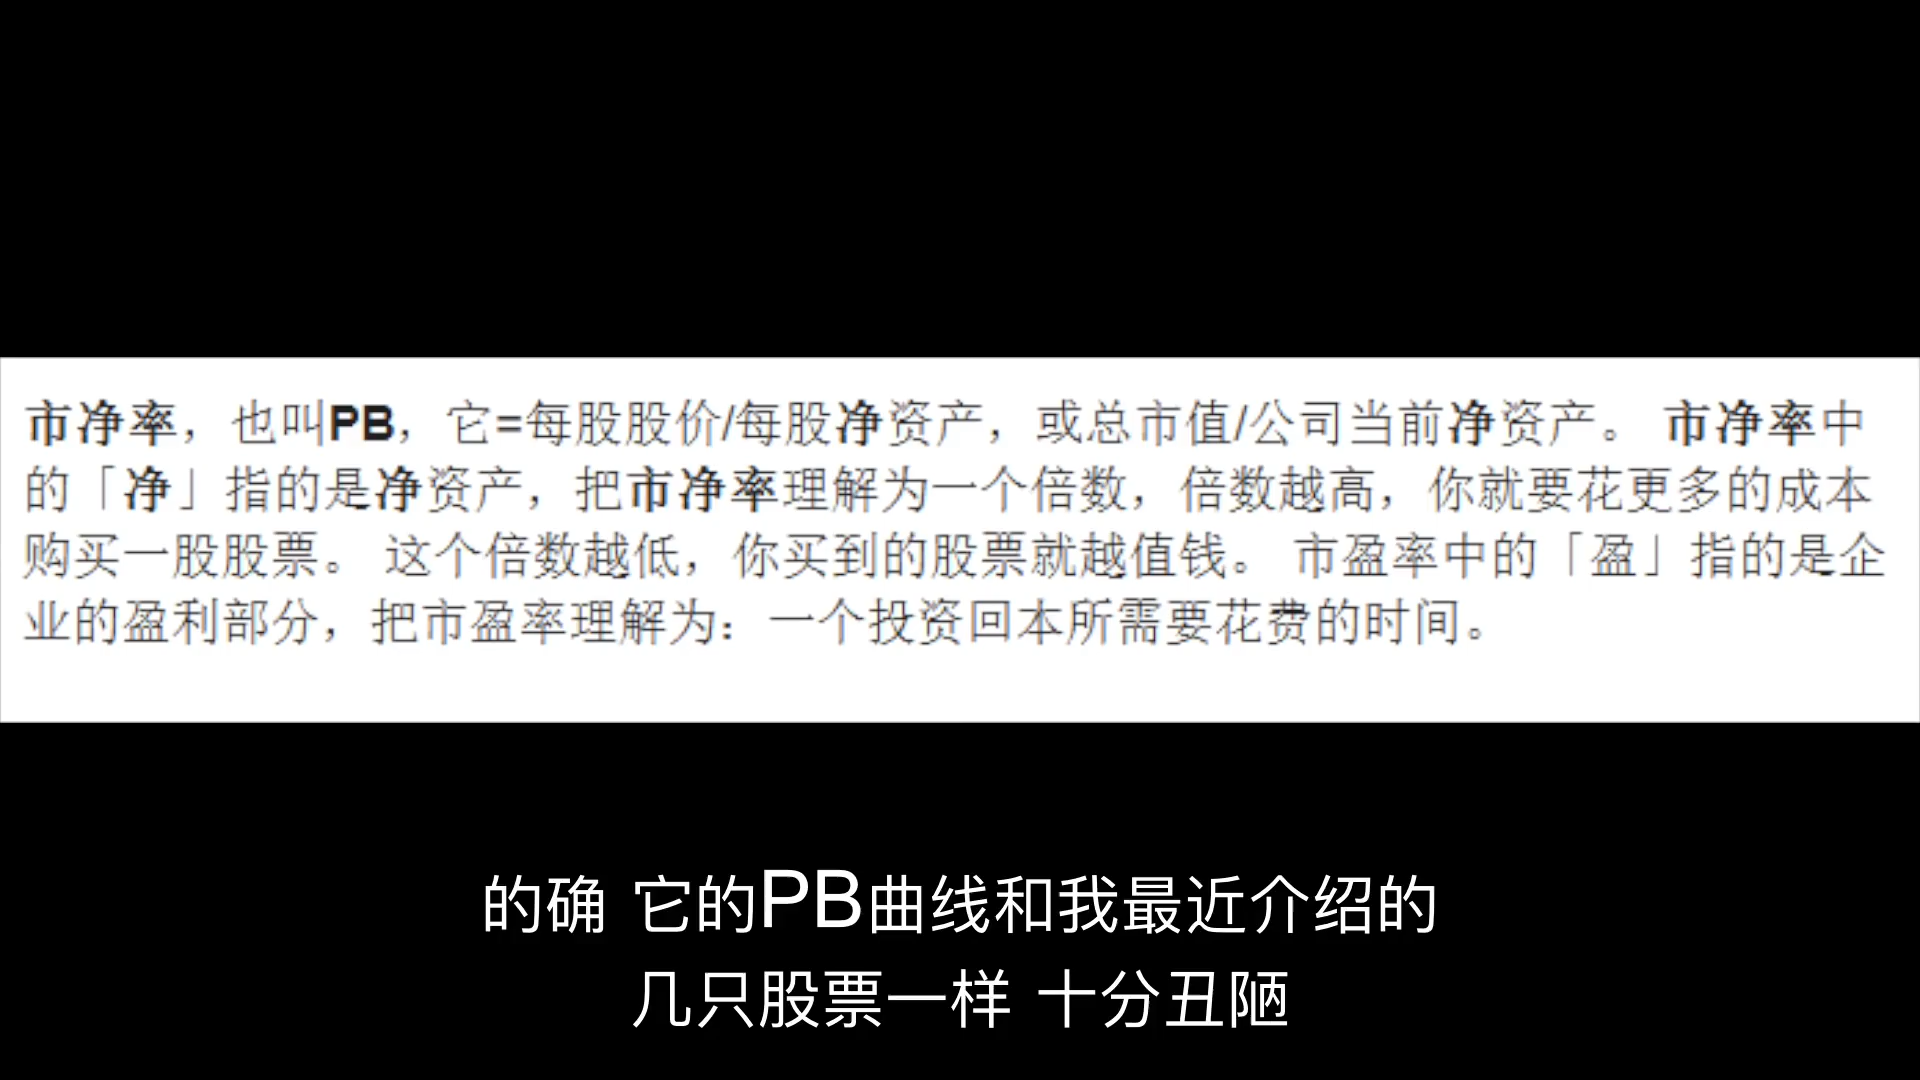 市净率，也叫PB，它=每股股价/每股净资产，或总市值/公司当前净资产。 市净率中
的「净」指的是净资产，把市净率理解为一个倍数，倍数越高，你就要花更多的成本
购买一股股票。 这个倍数越低，你买到的股票就越值钱。 市盈率中的「盈」指的是企
业的盈利部分，把市盈率理解为：一个投资回本所需要花费的时间。
的确 它的PB曲线和我最近介绍的
几只股票一样 十分丑陋